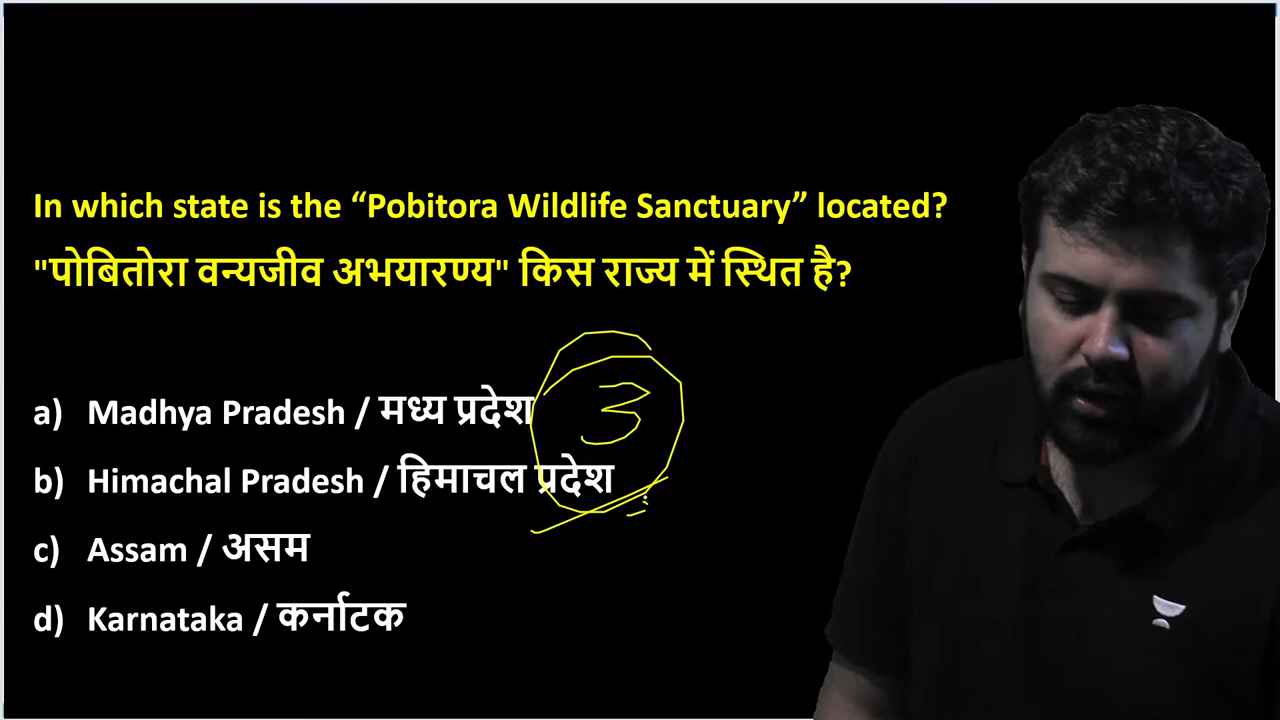 In which state is the “Pobitora Wildlife Sanctuary” located?
"पोबितोरा वन्यजीव अभयारण्य" किस राज्य में स्थित है?
3
a) Madhya Pradesh / मध्य प्रदेश
b) Himachal Pradesh / हिमाचल प्रदेश
c) Assam / असम
d) Karnataka / कर्नाटक